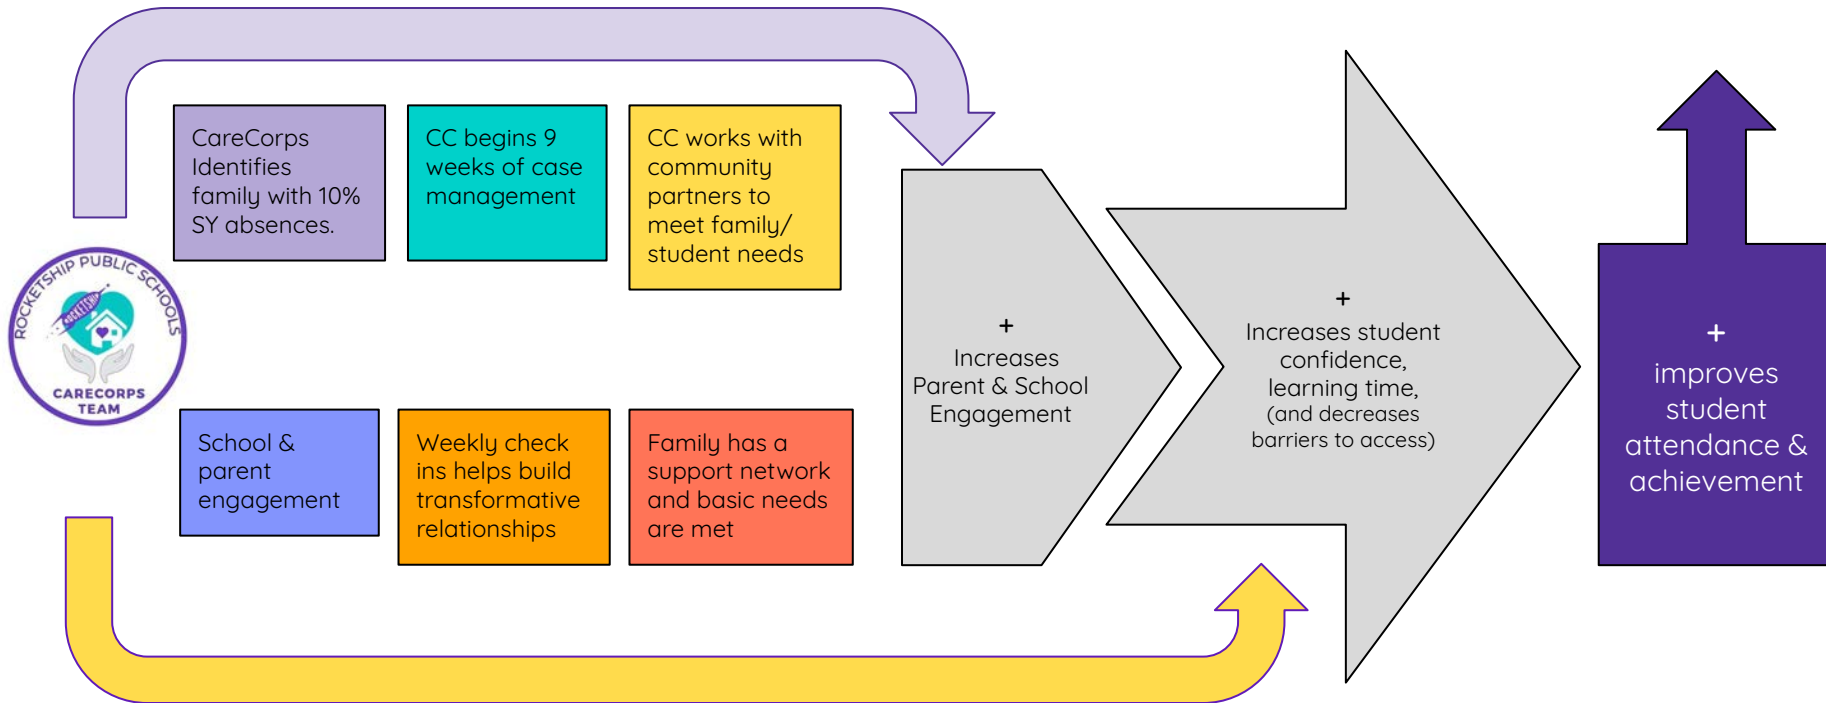 ROCKETSHIP PUBLIC SCHOOLS
ROCKETSHIP
CARECORPS
TEAM
CareCorps
Identifies
family with 10%
SY absences.
CC begins 9
weeks of case
management
CC works with
community
partners to
meet family/
student needs
School &
parent
engagement
Weekly check
ins helps build
transformative
relationships
Family has a
support network
and basic needs
are met
+
Increases
Parent & School
Engagement
+
Increases student
confidence,
learning time,
(and decreases
barriers to access)
+
improves
student
attendance &
achievement